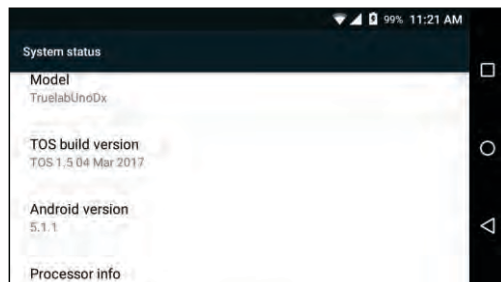 99% 11:21 AM
System status
Model
TruelabUnoDx
TOS build version
TOS 1.5 04 Mar 2017
Android version
5.1.1
Processor info